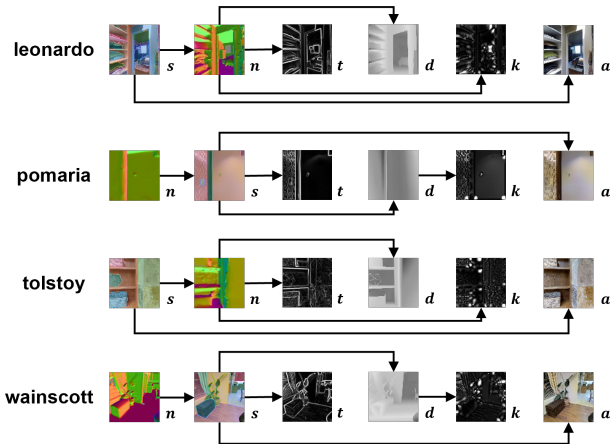 leonardo s n t d k a
pomaria n s t d k a
tolstoy s n t d k a
wainscott n s t d k a